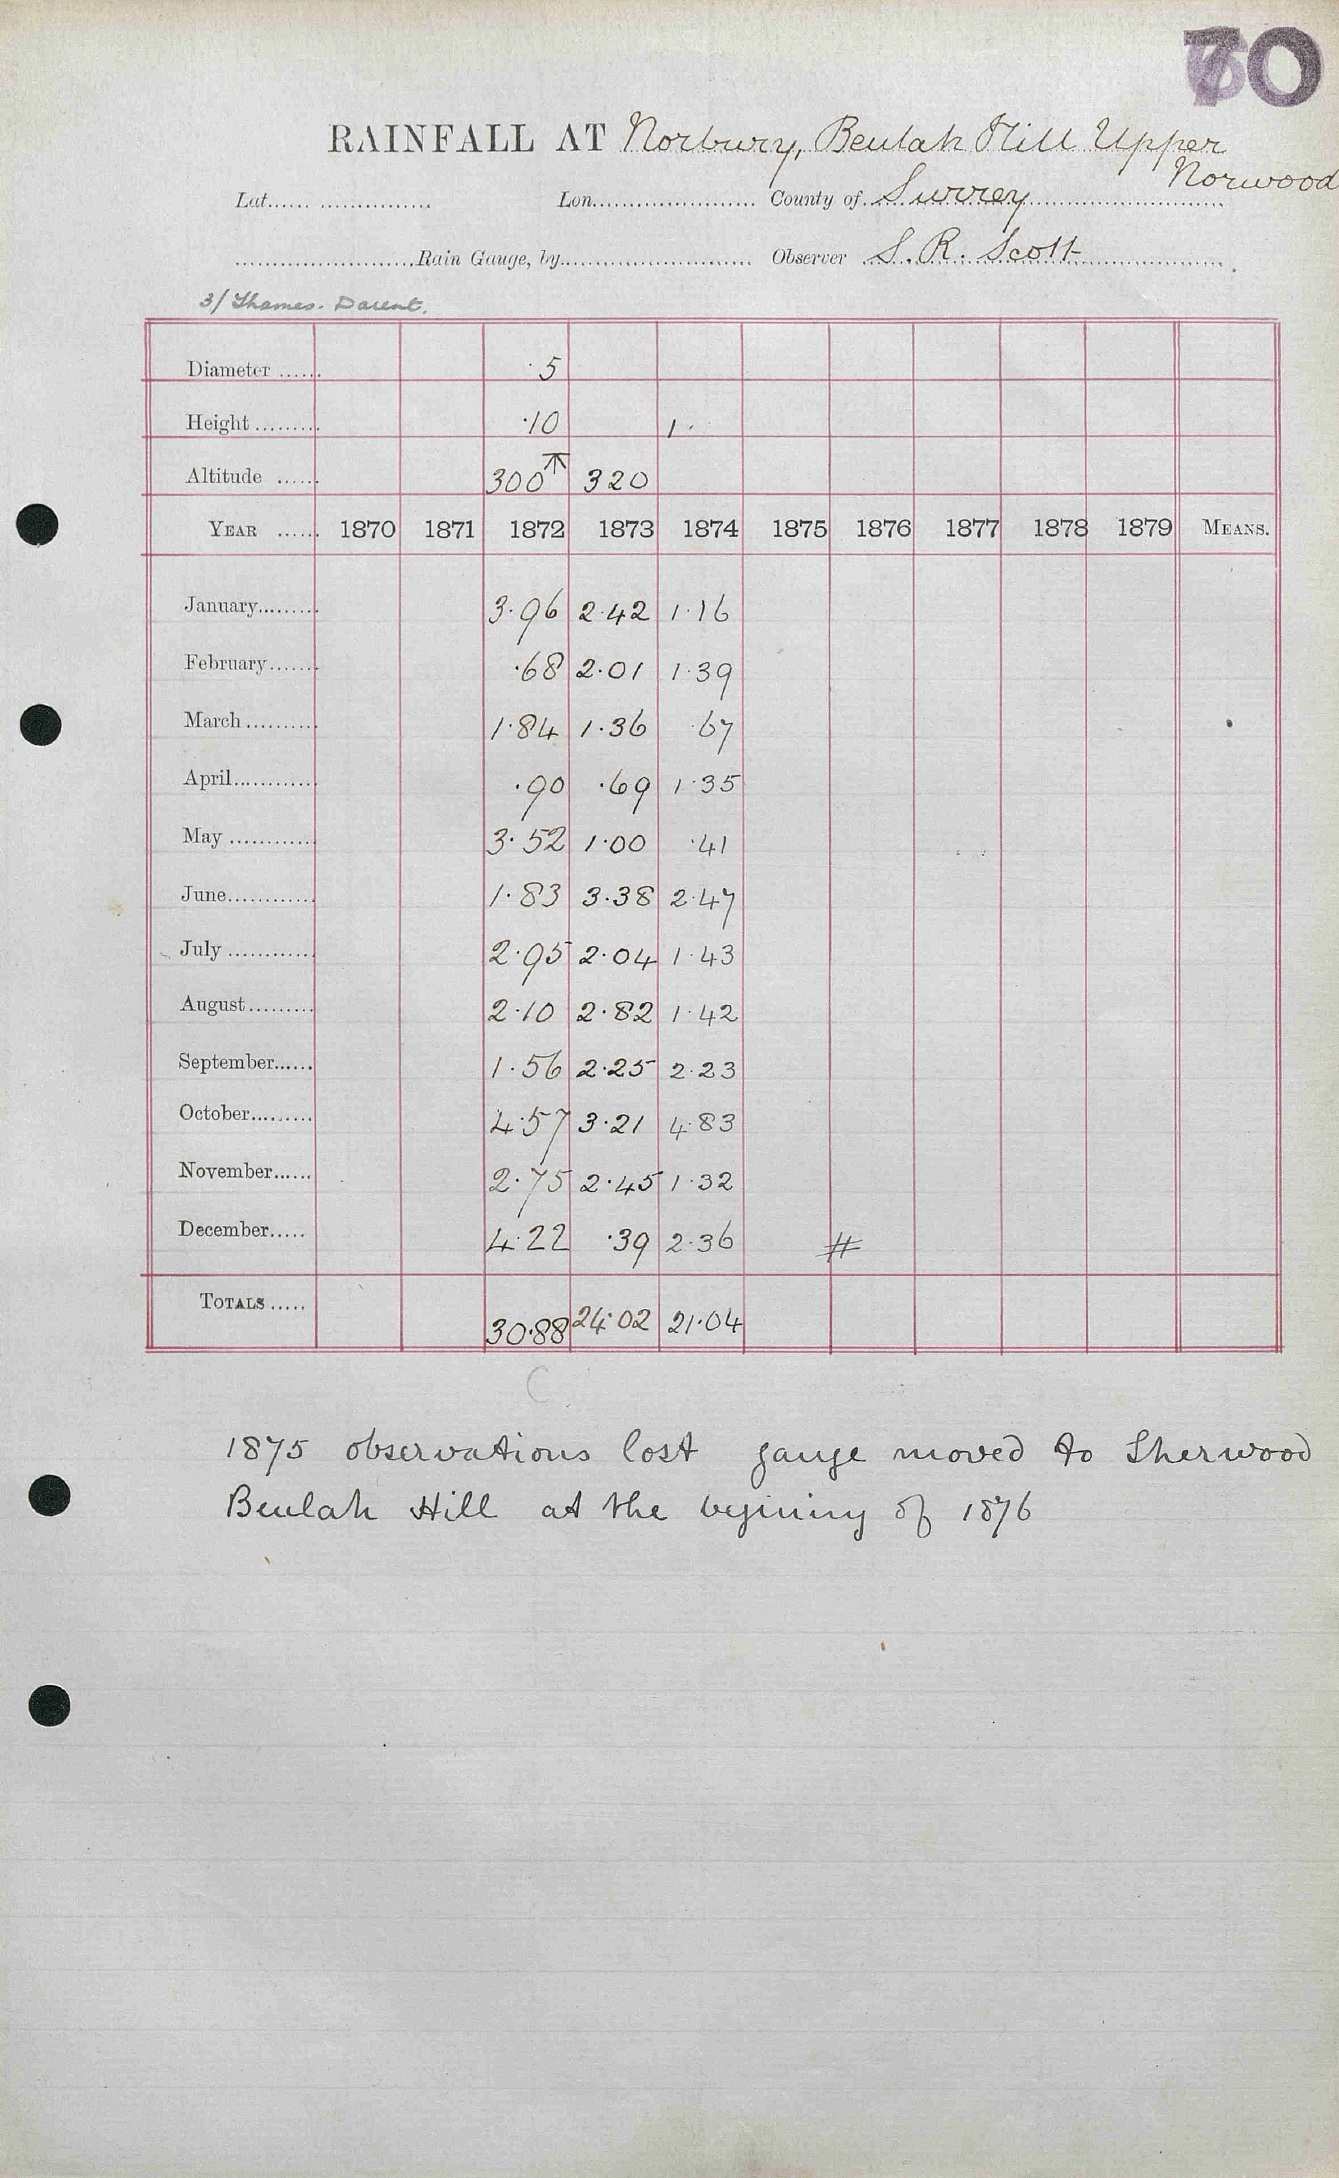 70
RAINFALL AT Norbury, Beulah Hill Upper
Norwood
Lat. Lon. County of Surrey
Rain Gauge, by Observer S. R. Scott
3/ Thames. Darent.
Diameter ...... ·5
Height ......... ·10 1·
Altitude ...... 300 320
YEAR ...... 1870 1871 1872 1873 1874 1875 1876 1877 1878 1879 MEANS.
January......... 3·96 2·42 1·16
February....... ·68 2·01 1·39
March .......... 1·84 1·36 ·67
April............ ·90 ·69 1·35
May ............ 3·52 1·00 ·41
June............ 1·83 3·38 2·47
July ............ 2·95 2·04 1·43
August......... 2·10 2·82 1·42
September...... 1·56 2·25 2·23
October......... 4·57 3·21 4·83
November...... 2·75 2·45 1·32
December..... 4·22 ·39 2·36 #
TOTALS ..... 30·88 24·02 21·04
C
1875 observations lost gauge moved to Sherwood
Beulah Hill at the begining of 1876